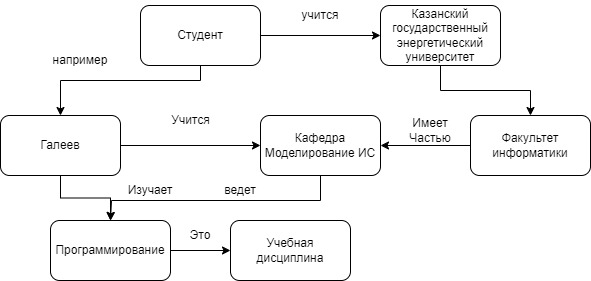 Студент
учится
Казанский
государственный
энергетический
университет
например
Галеев
Учится
Кафедра
Моделирование ИС
Имеет
Частью
Факультет
информатики
Изучает
ведет
Программирование
Это
Учебная
дисциплина